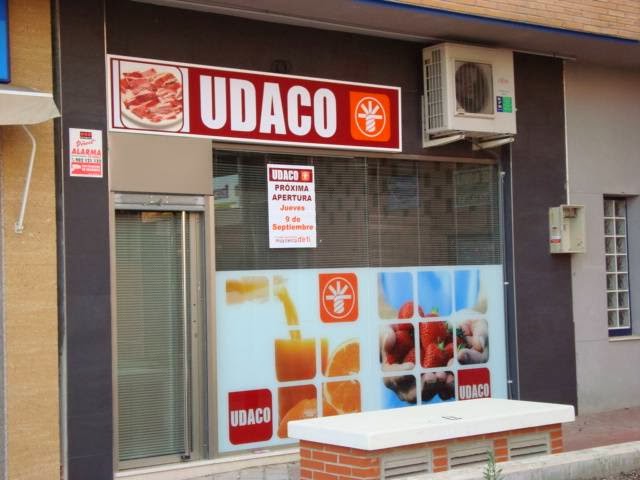 UDACO
ALARMA
UDACO
PRÓXIMA
APERTURA
Jueves
9 de
Septiembre
UDACO
UDACO